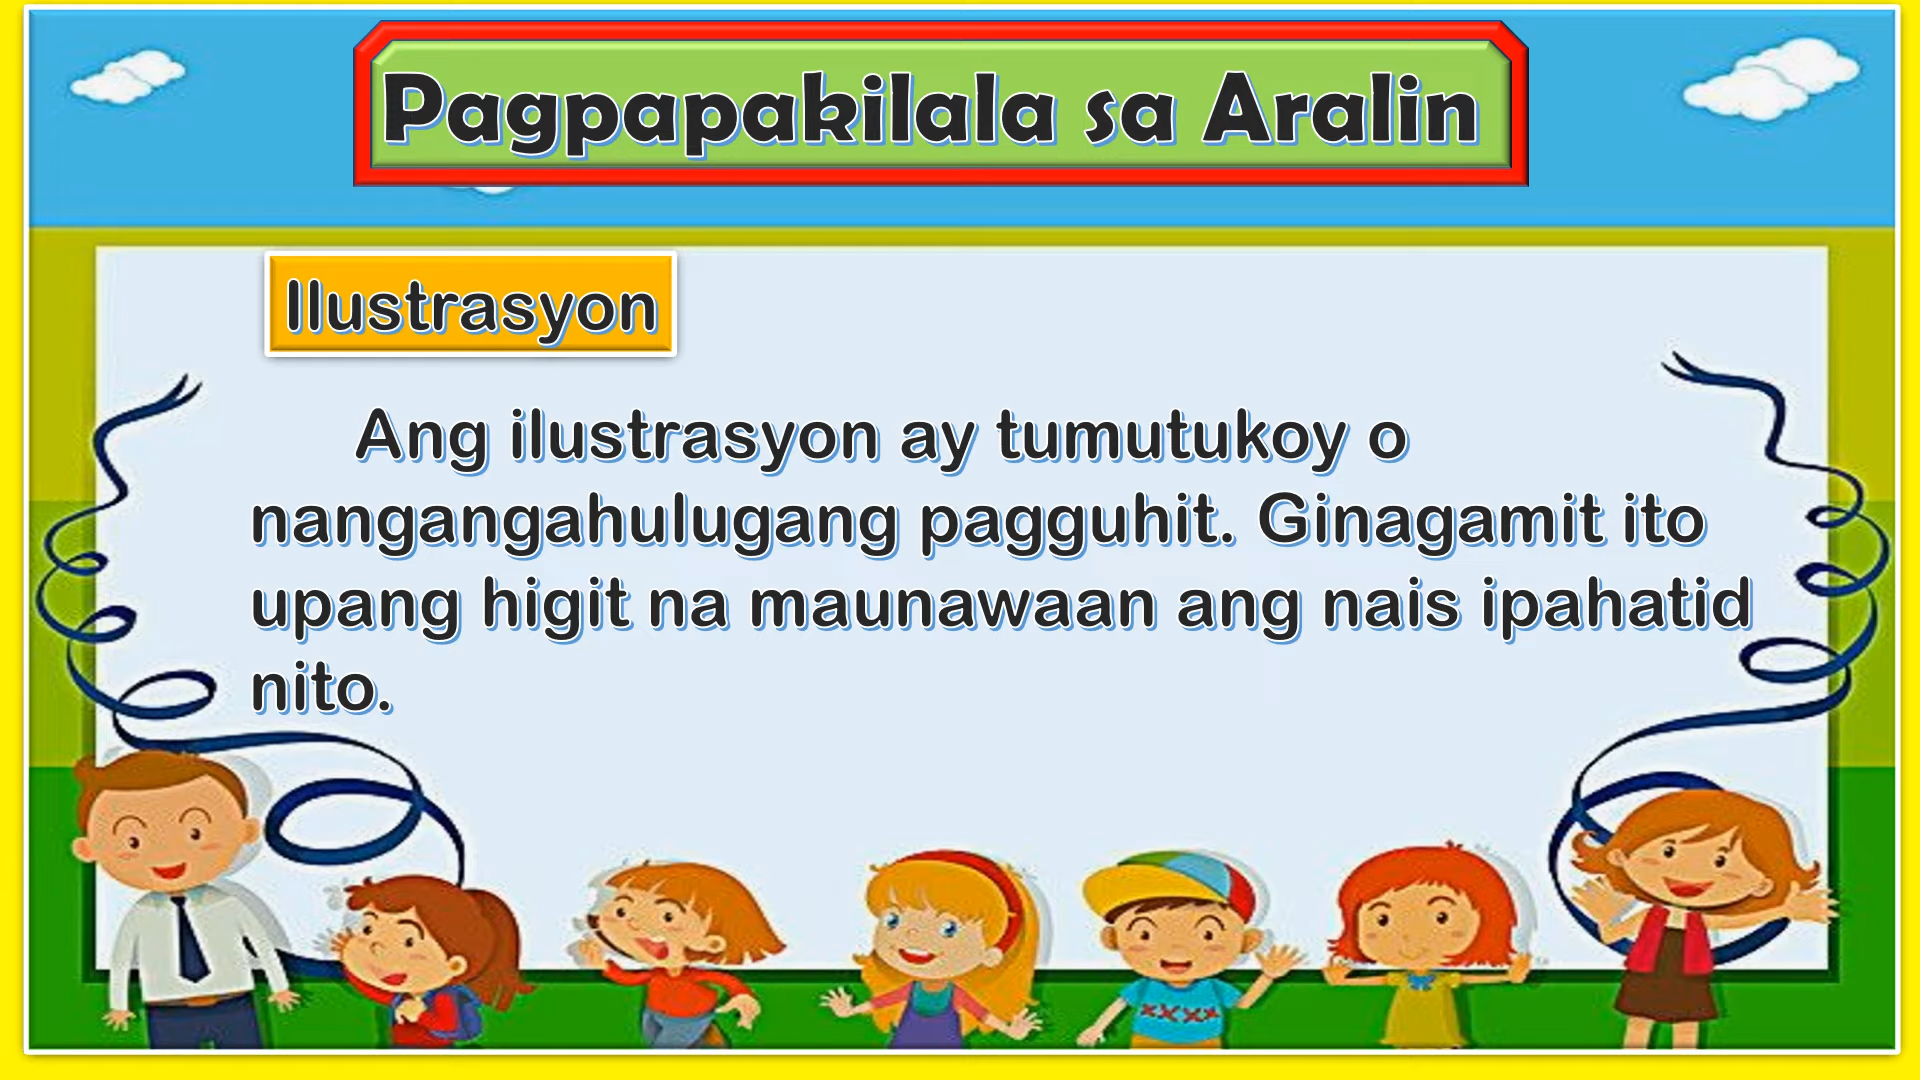 Pagpapakilala sa Aralin
Ilustrasyon
Ang ilustrasyon ay tumutukoy o
nangangahulugang pagguhit. Ginagamit ito
upang higit na maunawaan ang nais ipahatid
nito.